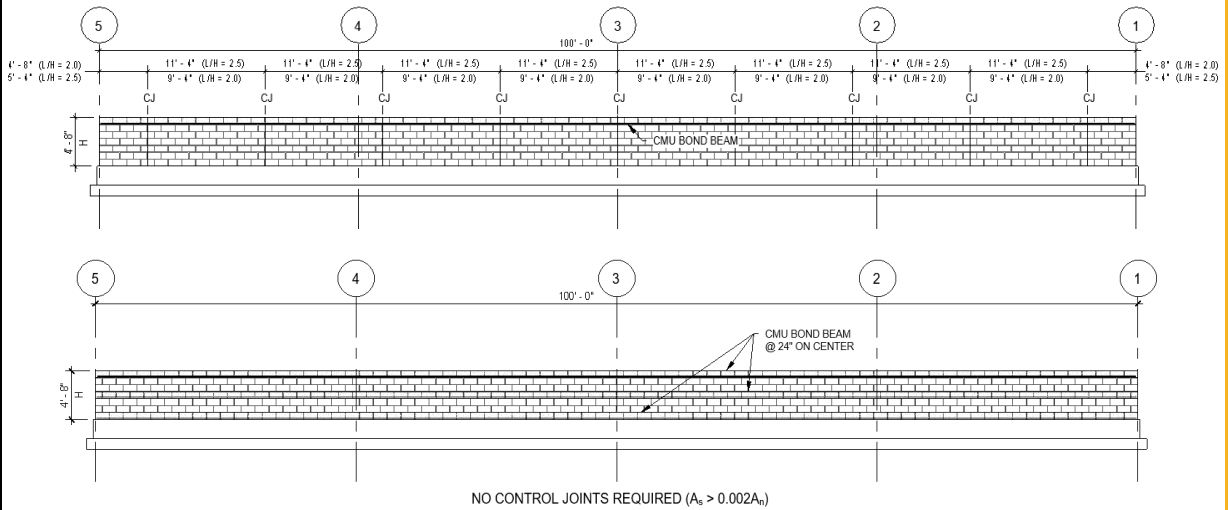 5 4 3 2 1
100' - 0"
4' - 8" (L/H = 2.0) 11' - 4" (L/H = 2.5) 11' - 4" (L/H = 2.5) 11' - 4" (L/H = 2.5) 11' - 4" (L/H = 2.5) 11' - 4" (L/H = 2.5) 11' - 4" (L/H = 2.5) 11' - 4" (L/H = 2.5) 11' - 4" (L/H = 2.5) 4' - 8" (L/H = 2.0)
5' - 4" (L/H = 2.5) 9' - 4" (L/H = 2.0) 9' - 4" (L/H = 2.0) 9' - 4" (L/H = 2.0) 9' - 4" (L/H = 2.0) 9' - 4" (L/H = 2.0) 9' - 4" (L/H = 2.0) 9' - 4" (L/H = 2.0) 9' - 4" (L/H = 2.0) 5' - 4" (L/H = 2.5)
CJ CJ CJ CJ CJ CJ CJ CJ CJ
4' - 8"
H
CMU BOND BEAM
5 4 3 2 1
100' - 0"
CMU BOND BEAM
@ 24" ON CENTER
4' - 8"
H
NO CONTROL JOINTS REQUIRED (Aₛ > 0.002Aₙ)